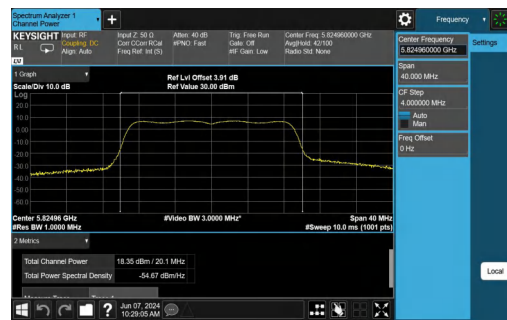 Spectrum Analyzer 1
Channel Power
Frequency
KEYSIGHT
R L
Input: RF
Coupling: DC
Align: Auto
Input Z: 50 Ω
Corr CCorr RCal
Freq Ref: Int (S)
Atten: 40 dB
#PNO: Fast
Trig: Free Run
Gate: Off
#IF Gain: Low
Center Freq: 5.824960000 GHz
Avg|Hold: 42/100
Radio Std: None
LXI
Center Frequency
5.824960000 GHz
Settings
Span
40.000 MHz
CF Step
4.000000 MHz
Auto
Man
Freq Offset
0 Hz
1 Graph
Scale/Div 10.0 dB
Ref Lvl Offset 3.91 dB
Ref Value 30.00 dBm
Log
20.0
10.0
0.00
-10.0
-20.0
-30.0
-40.0
-50.0
-60.0
Center 5.82496 GHz
#Video BW 3.0000 MHz*
Span 40 MHz
#Res BW 1.0000 MHz
#Sweep 10.0 ms (1001 pts)
2 Metrics
Total Channel Power
18.35 dBm / 20.1 MHz
Total Power Spectral Density
-54.67 dBm/Hz
Local
?
Jun 07, 2024
10:29:05 AM